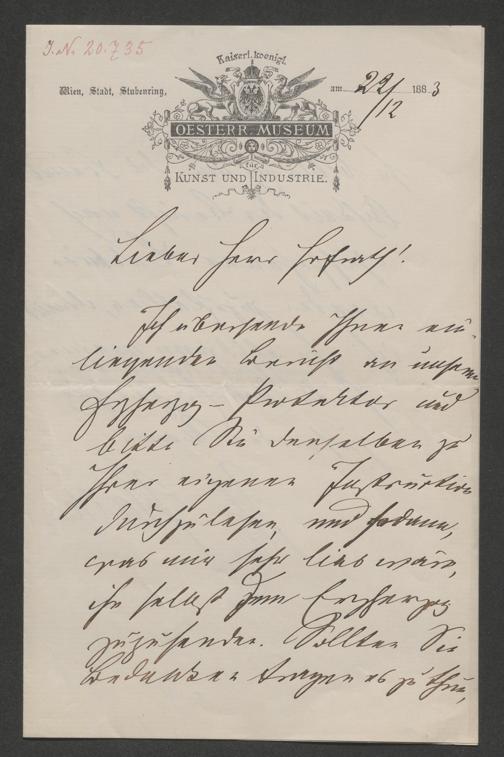 I.N. 20.735
Kaiserl. koenigl.
Wien, Stadt, Stubenring,
am 22/12 1883
OESTERR. MUSEUM
für
KUNST UND INDUSTRIE.
Lieber Herr Hofrath!
Ich übersende Ihnen ein-
liegenden Bericht an unseren
Erzherzog-Protektor und
bitte Sie denselben zu
Ihrer eigenen Instruction
durchzulesen und sodann,
was mir sehr lieb wäre,
ihn selbst dem Erzherzog
zuzusenden. Sollten Sie
Bedenken tragen es zu thun,